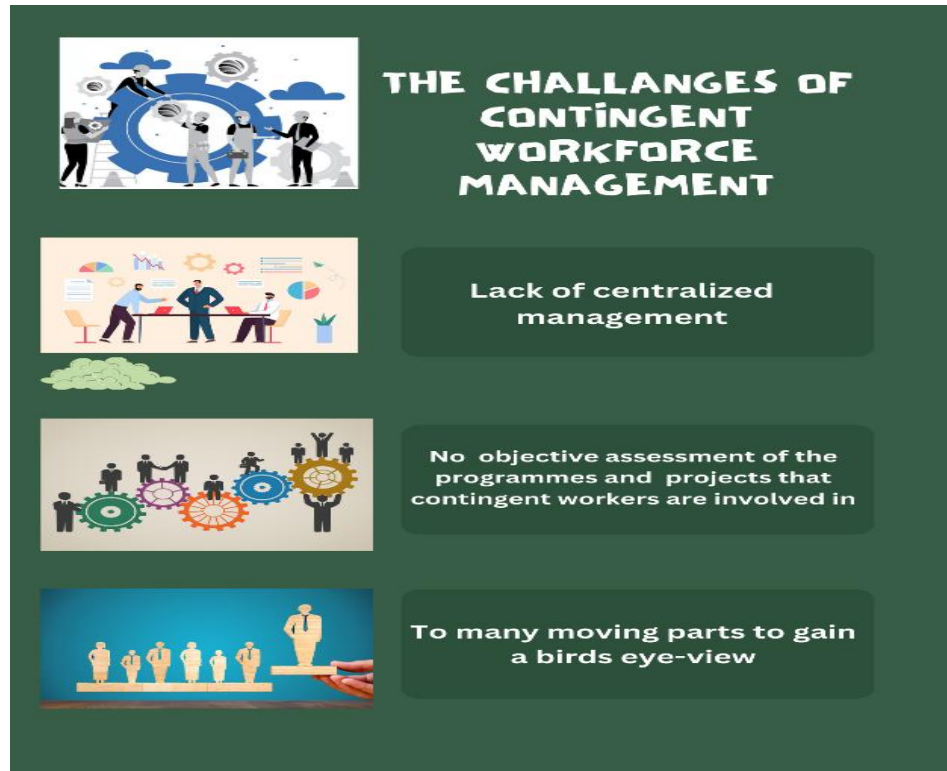 THE CHALLANGES OF
CONTINGENT
WORKFORCE
MANAGEMENT
Lack of centralized
management
No objective assessment of the
programmes and projects that
contingent workers are involved in
To many moving parts to gain
a birds eye-view